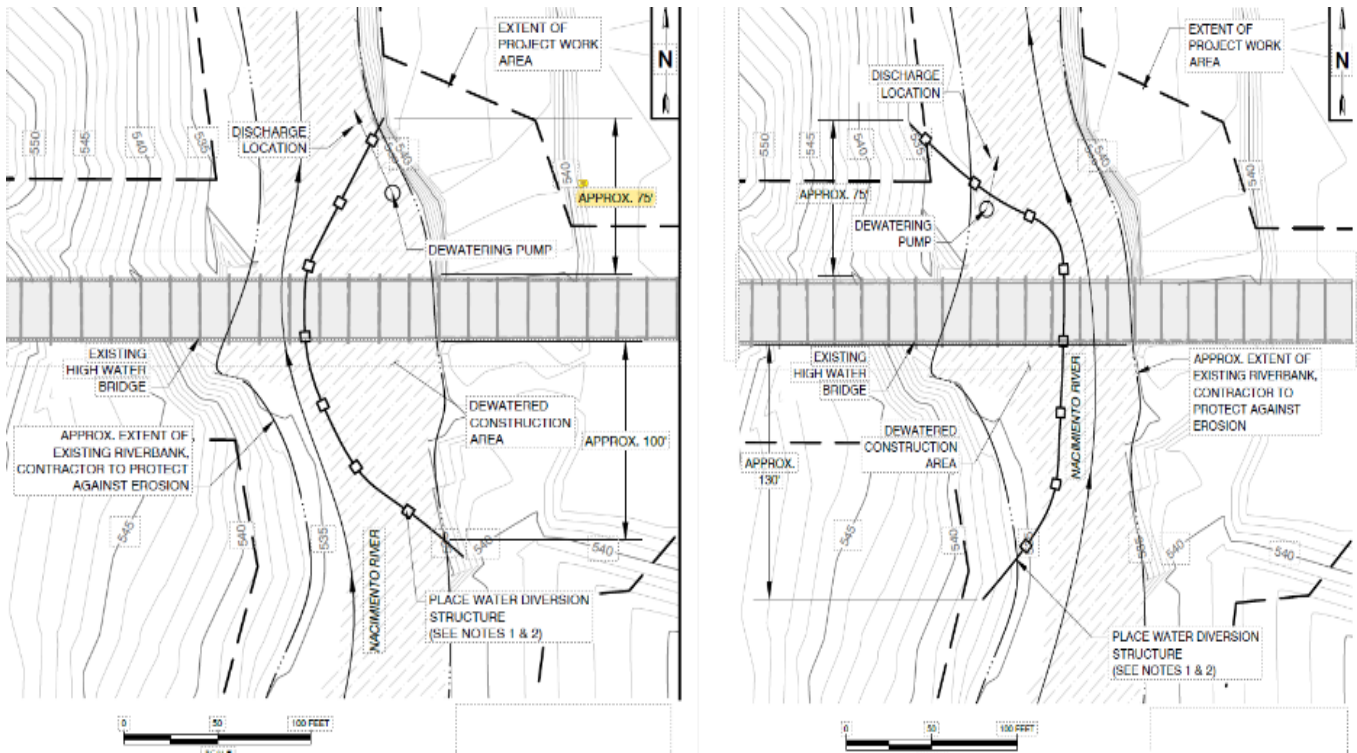 EXTENT OF
PROJECT WORK
AREA
N
DISCHARGE
LOCATION
550
545
540
535
540
540
APPROX. 75'
DEWATERING PUMP
EXISTING
HIGH WATER
BRIDGE
DEWATERED
CONSTRUCTION
AREA
APPROX. 100'
APPROX. EXTENT OF
EXISTING RIVERBANK,
CONTRACTOR TO PROTECT
AGAINST EROSION
545
540
535
540
540
NACIMIENTO RIVER
PLACE WATER DIVERSION
STRUCTURE
(SEE NOTES 1 & 2)
0
50
100 FEET
SCALE
EXTENT OF
PROJECT WORK
AREA
N
DISCHARGE
LOCATION
550
545
540
535
540
540
APPROX. 75'
DEWATERING
PUMP
EXISTING
HIGH WATER
BRIDGE
APPROX. EXTENT OF
EXISTING RIVERBANK,
CONTRACTOR TO
PROTECT AGAINST
EROSION
DEWATERED
CONSTRUCTION
AREA
APPROX.
130'
NACIMIENTO RIVER
545
540
540
540
PLACE WATER DIVERSION
STRUCTURE
(SEE NOTES 1 & 2)
0
50
100 FEET